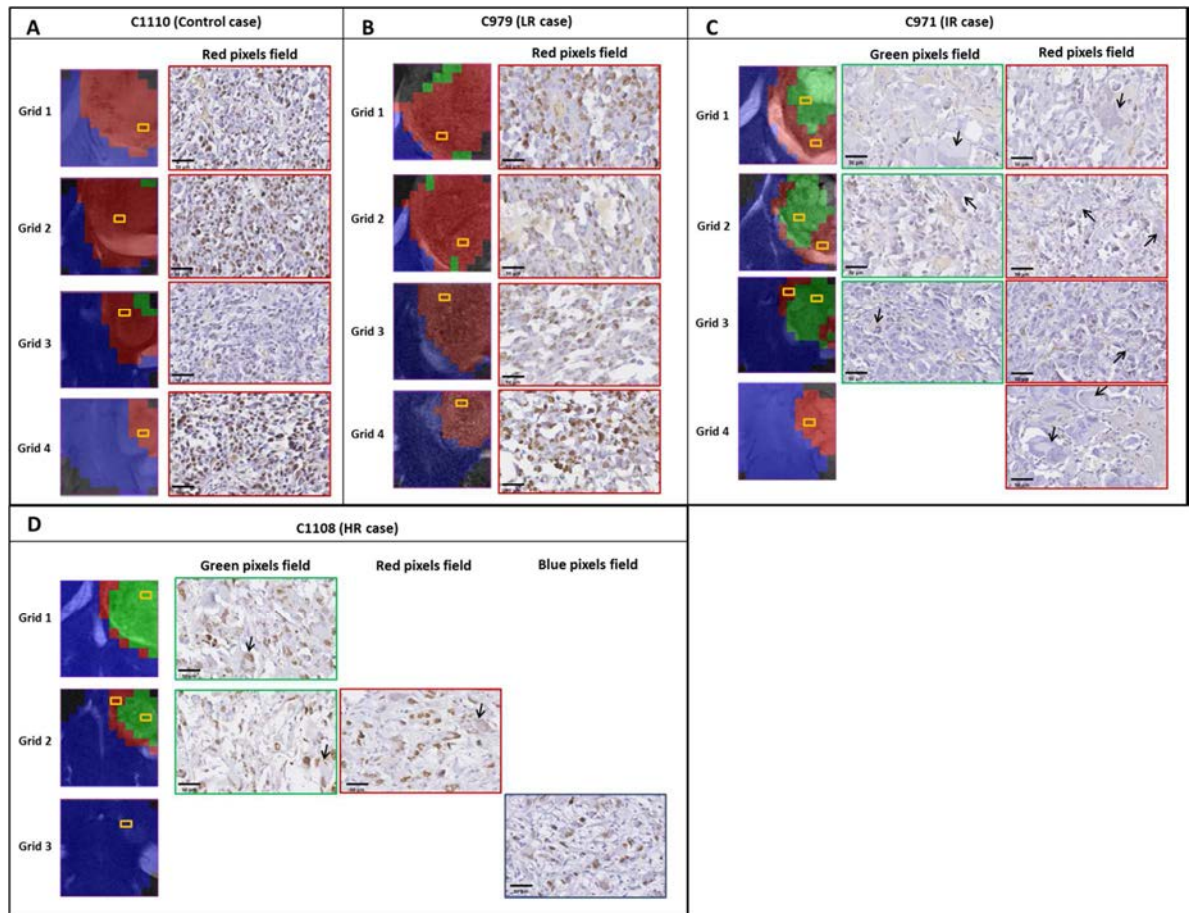 A
C1110 (Control case)
Red pixels field
Grid 1
Grid 2
Grid 3
Grid 4
B
C979 (LR case)
Red pixels field
Grid 1
Grid 2
Grid 3
Grid 4
C
C971 (IR case)
Green pixels field
Red pixels field
Grid 1
Grid 2
Grid 3
Grid 4
D
C1108 (HR case)
Green pixels field
Red pixels field
Blue pixels field
Grid 1
Grid 2
Grid 3